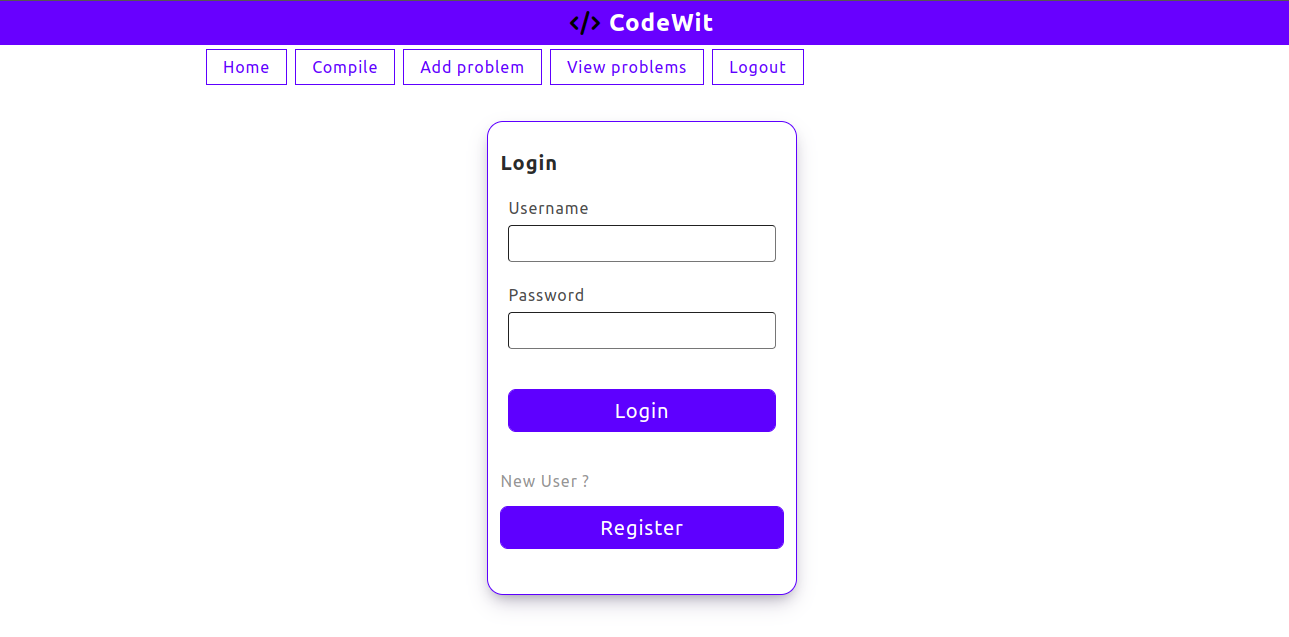 </> CodeWit
Home Compile Add problem View problems Logout
Login
Username
Password
Login
New User ?
Register